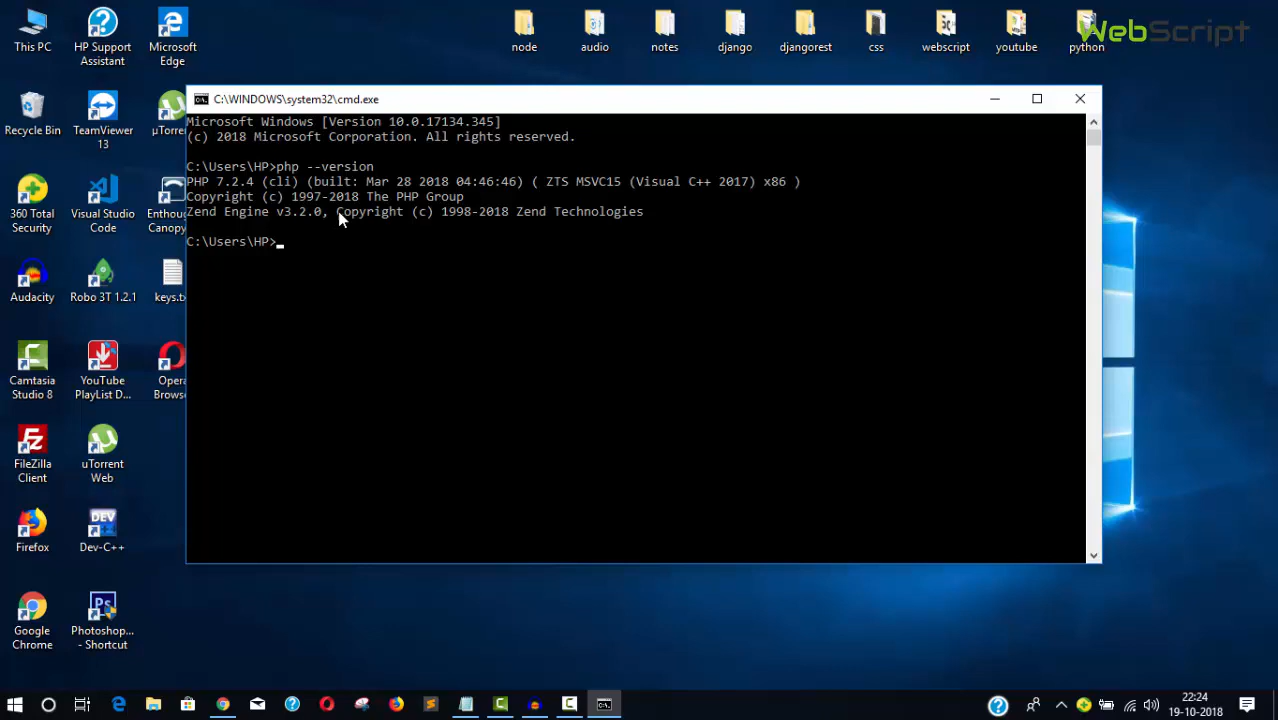 This PC
HP Support
Assistant
Microsoft
Edge
node
audio
notes
django
djangorest
css
webscript
youtube
python
WebScript
Recycle Bin
TeamViewer
13
µTorrent
360 Total
Security
Visual Studio
Code
Enthou
Canopy
Audacity
Robo 3T 1.2.1
keys.tx
Camtasia
Studio 8
YouTube
PlayList D...
Opera
Browse
FileZilla
Client
uTorrent
Web
Firefox
DEV
Dev-C++
Google
Chrome
Ps
Photoshop...
- Shortcut
C:\WINDOWS\system32\cmd.exe
Microsoft Windows [Version 10.0.17134.345]
(c) 2018 Microsoft Corporation. All rights reserved.
C:\Users\HP>php --version
PHP 7.2.4 (cli) (built: Mar 28 2018 04:46:46) ( ZTS MSVC15 (Visual C++ 2017) x86 )
Copyright (c) 1997-2018 The PHP Group
Zend Engine v3.2.0, Copyright (c) 1998-2018 Zend Technologies
C:\Users\HP>
22:24
19-10-2018